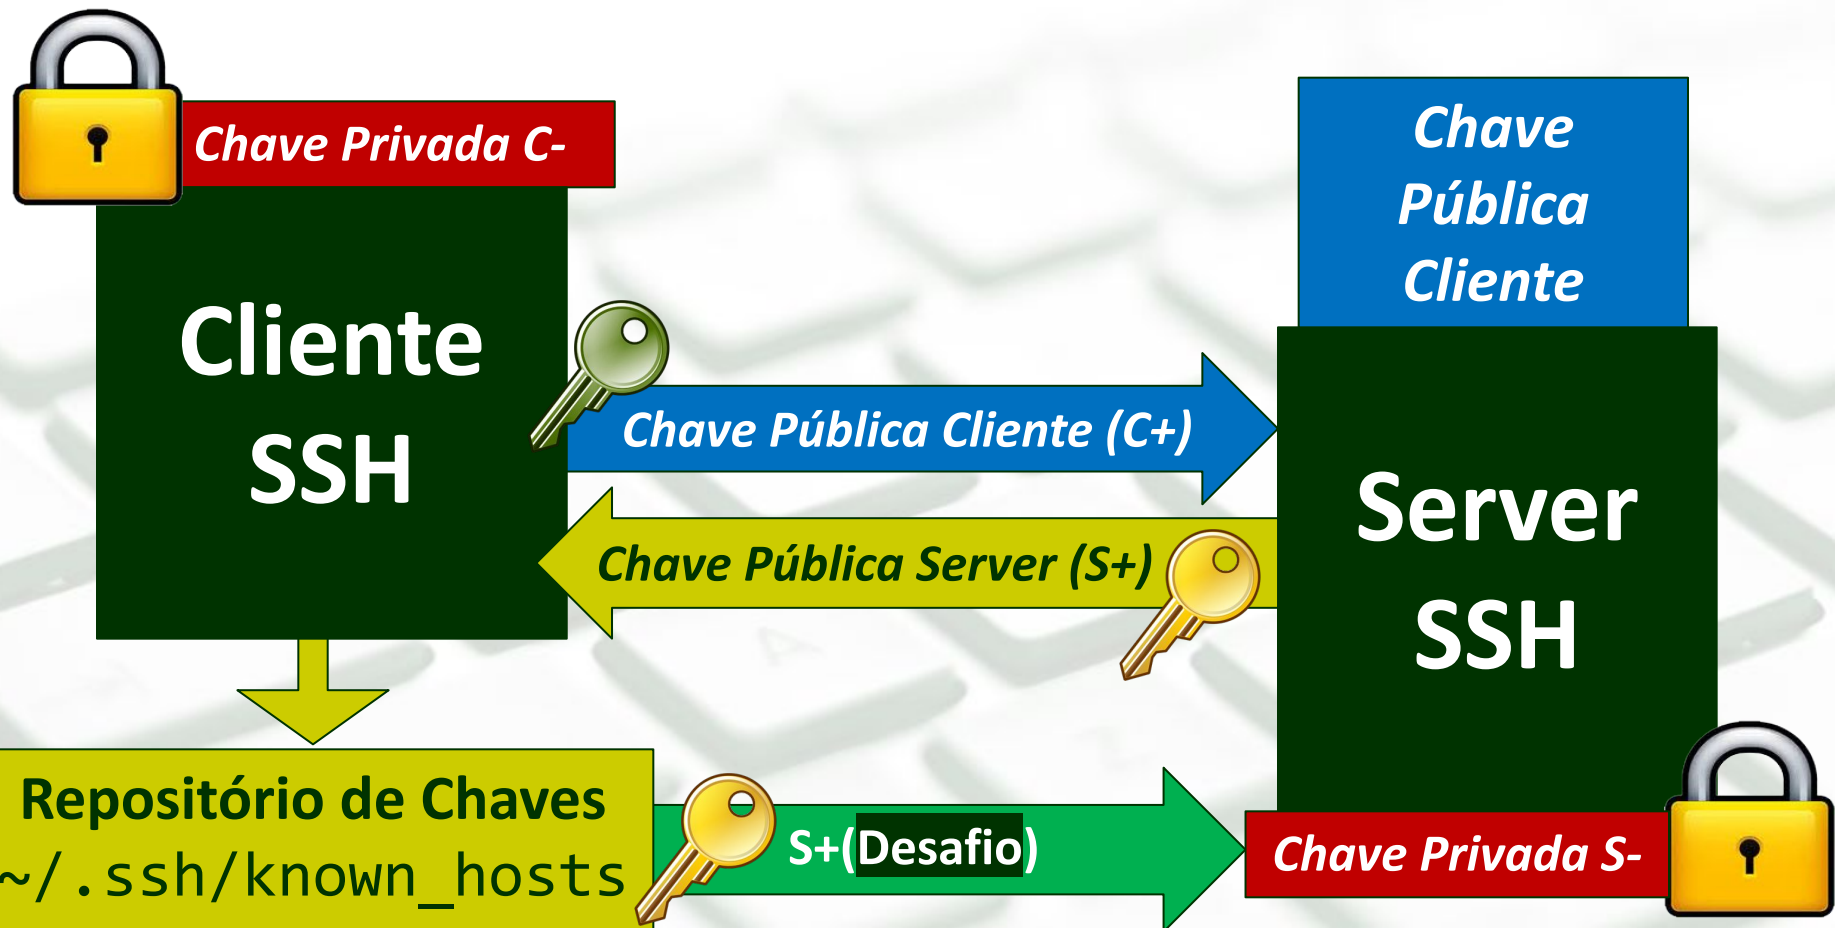 Chave Privada C-
Cliente
SSH
Chave
Pública
Cliente
Chave Pública Cliente (C+)
Chave Pública Server (S+)
Server
SSH
Repositório de Chaves
~/.ssh/known_hosts
S+(Desafio)
Chave Privada S-